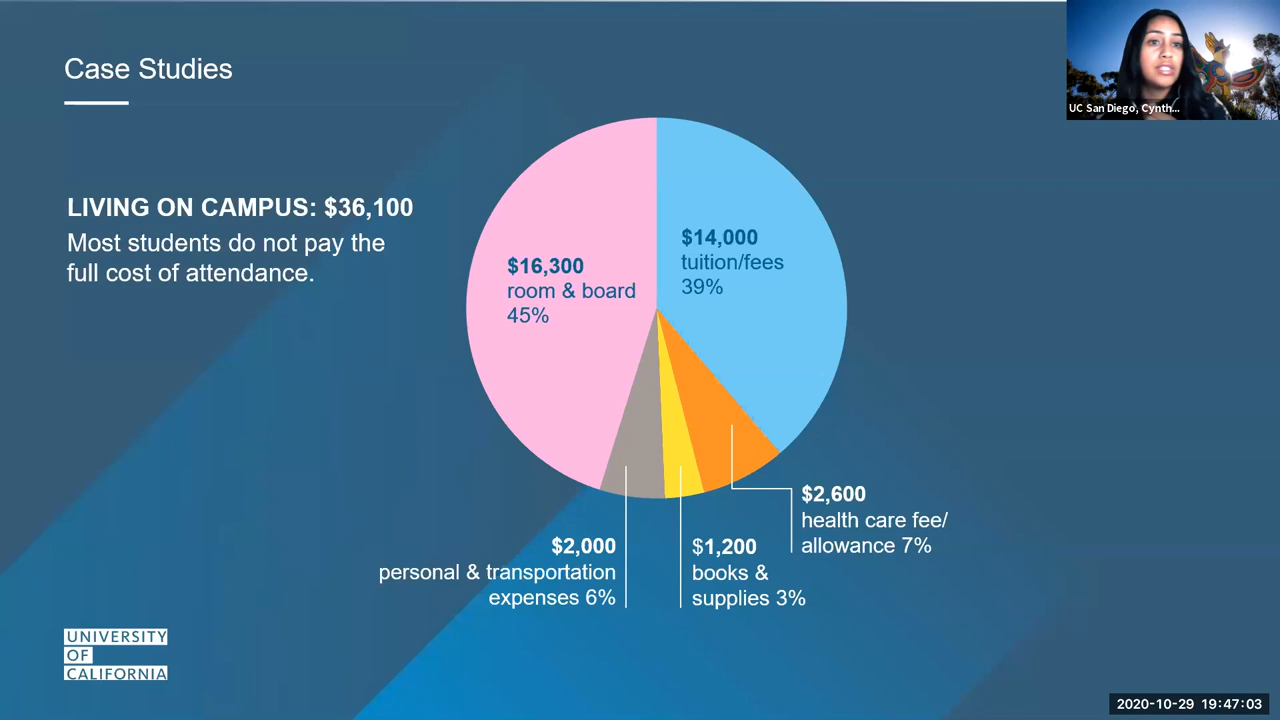 Case Studies
UC San Diego, Cynth...
LIVING ON CAMPUS: $36,100
Most students do not pay the
full cost of attendance.
$16,300
room & board
45%
$14,000
tuition/fees
39%
$2,600
health care fee/
allowance 7%
$2,000
personal & transportation
expenses 6%
$1,200
books &
supplies 3%
UNIVERSITY
OF
CALIFORNIA
2020-10-29 19:47:03